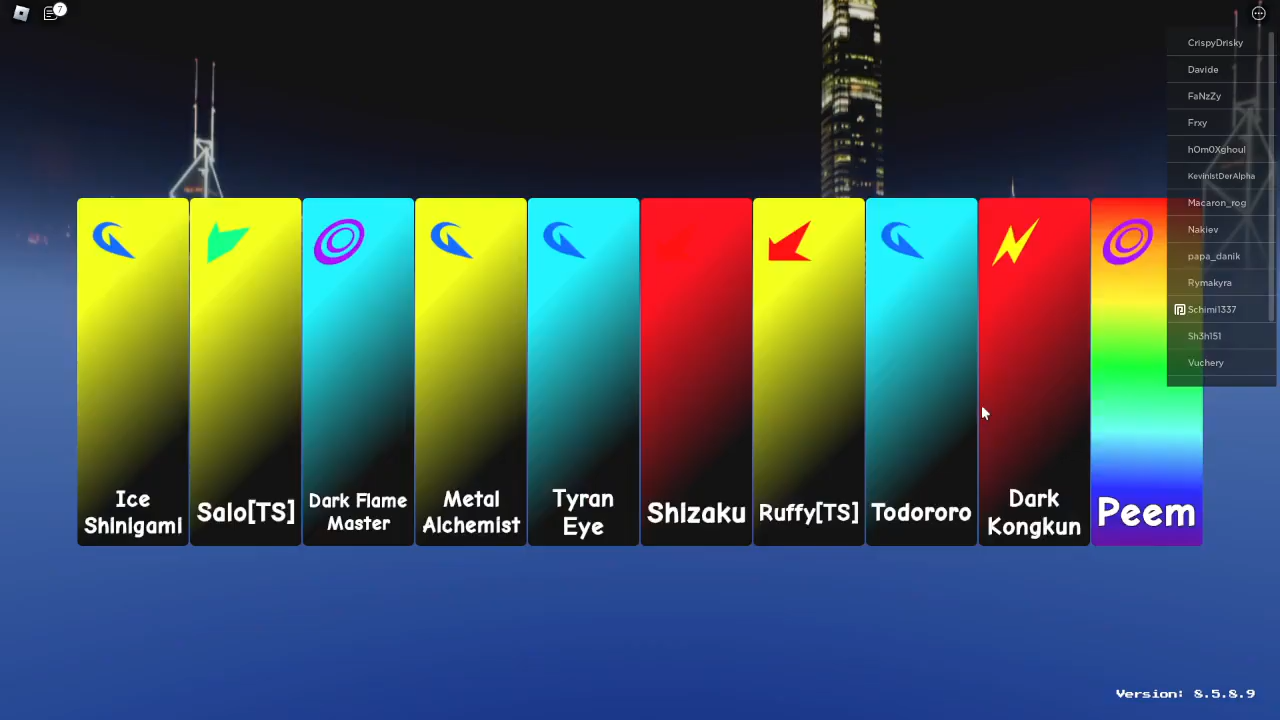 7
CrispyDrisky
Davide
FaNzZy
Frxy
hOm0Xghoul
KevinIstDerAlpha
Macaron_rog
Nakiev
papa_danik
Rymakyra
Schimi1337
Sh3h151
Vuchery
Ice
Shinigami
Salo[TS]
Dark Flame
Master
Metal
Alchemist
Tyran
Eye
Shizaku
Ruffy[TS]
Todororo
Dark
Kongkun
Peem
Version: 8.5.8.9